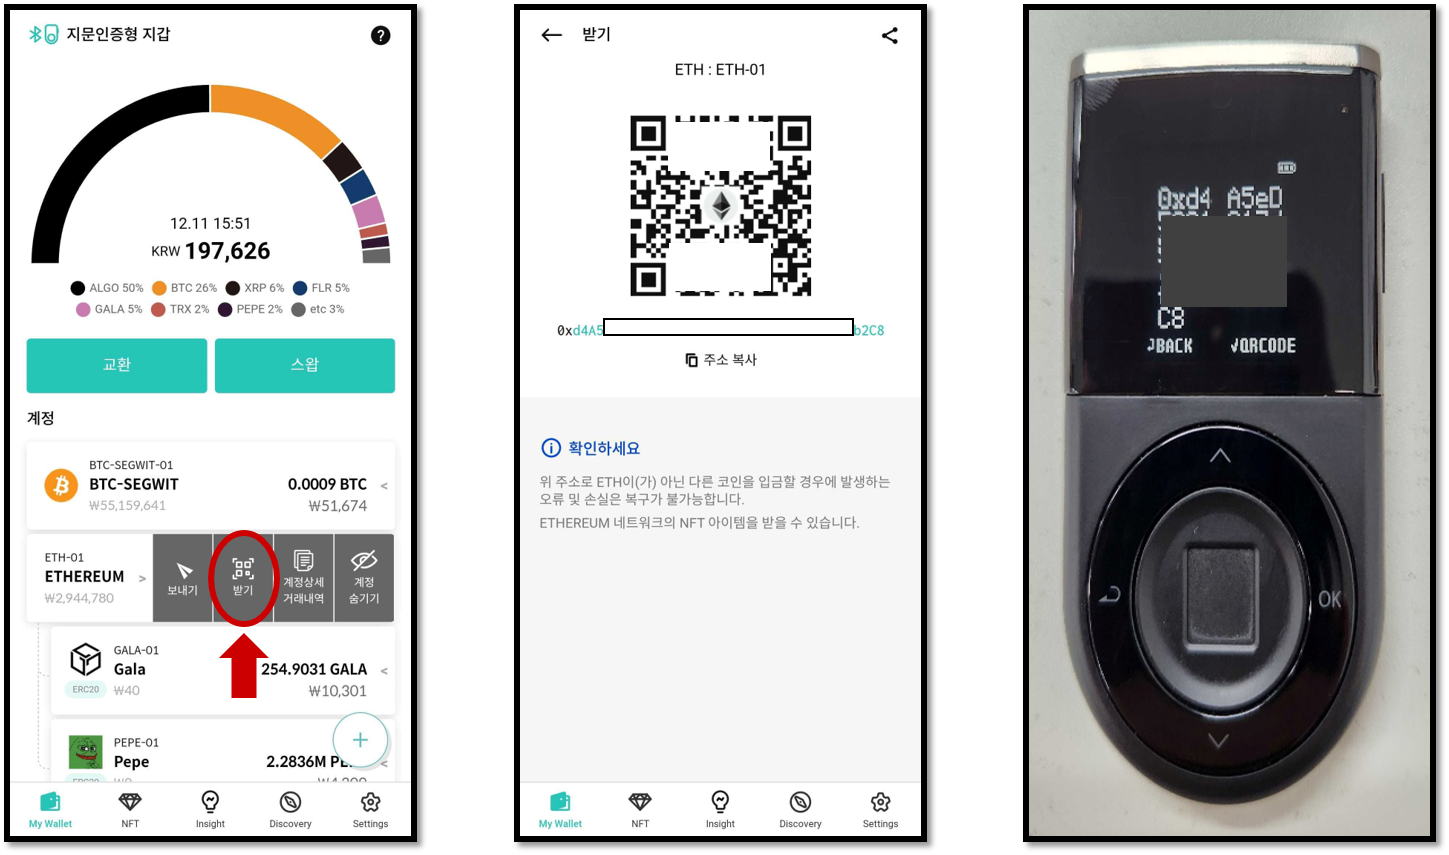 지문인증형 지갑
?
12.11 15:51
KRW 197,626
ALGO 50% BTC 26% XRP 6% FLR 5%
GALA 5% TRX 2% PEPE 2% etc 3%
교환 스왑
계정
BTC-SEGWIT-01
BTC-SEGWIT 0.0009 BTC <
₩55,159,641 ₩51,674
ETH-01
ETHEREUM >
₩2,944,780
보내기
받기
계정상세
거래내역
계정
숨기기
GALA-01
Gala 254.9031 GALA <
ERC20 ₩40 ₩10,301
PEPE-01
Pepe 2.2836M <
+
My Wallet NFT Insight Discovery Settings
받기
ETH : ETH-01
0xd4A5 b2C8
주소 복사
확인하세요
위 주소로 ETH이(가) 아닌 다른 코인을 입금할 경우에 발생하는
오류 및 손실은 복구가 불가능합니다.
ETHEREUM 네트워크의 NFT 아이템을 받을 수 있습니다.
My Wallet NFT Insight Discovery Settings
0xd4 A5eD
C8
BACK √QRCODE
OK